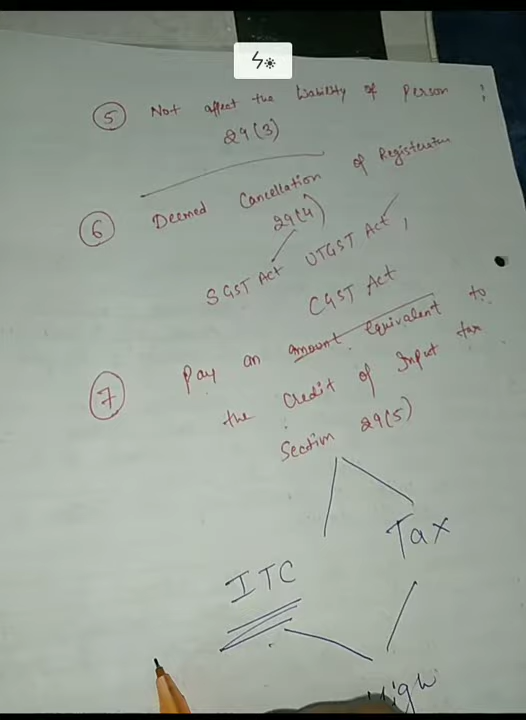 ⑤ Not affect the liability of Person :
29(3)
⑥ Deemed Cancellation of Registration
29(4)
SGST Act UTGST Act,
CGST Act
⑦ Pay an amount equivalent to
the credit of Input tax
Section 29(5)
ITC Tax
High